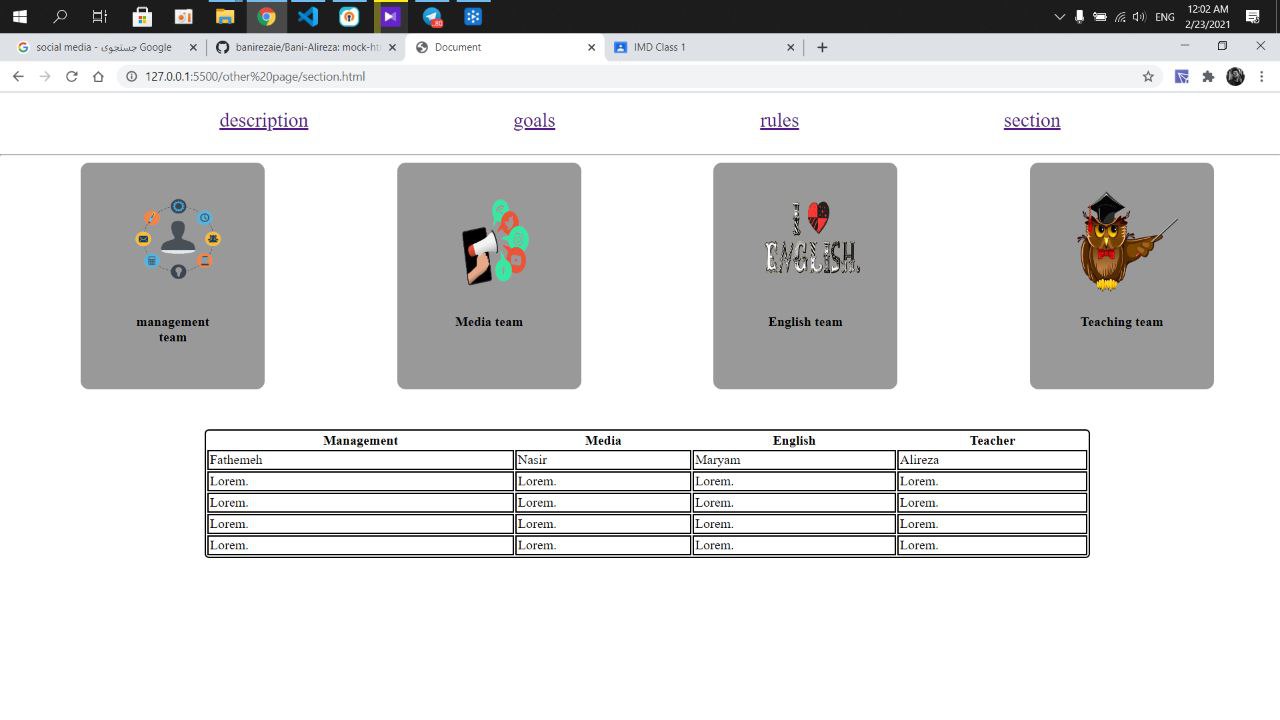 12:02 AM
ENG
2/23/2021
80
social media - جستجوی Google
banirezaie/Bani-Alireza: mock-ht
Document
IMD Class 1
127.0.0.1:5500/other%20page/section.html
description goals rules section
I
ENGLISH.
management
team
Media team
English team
Teaching team
Management Media English Teacher
Fathemeh Nasir Maryam Alireza
Lorem. Lorem. Lorem. Lorem.
Lorem. Lorem. Lorem. Lorem.
Lorem. Lorem. Lorem. Lorem.
Lorem. Lorem. Lorem. Lorem.